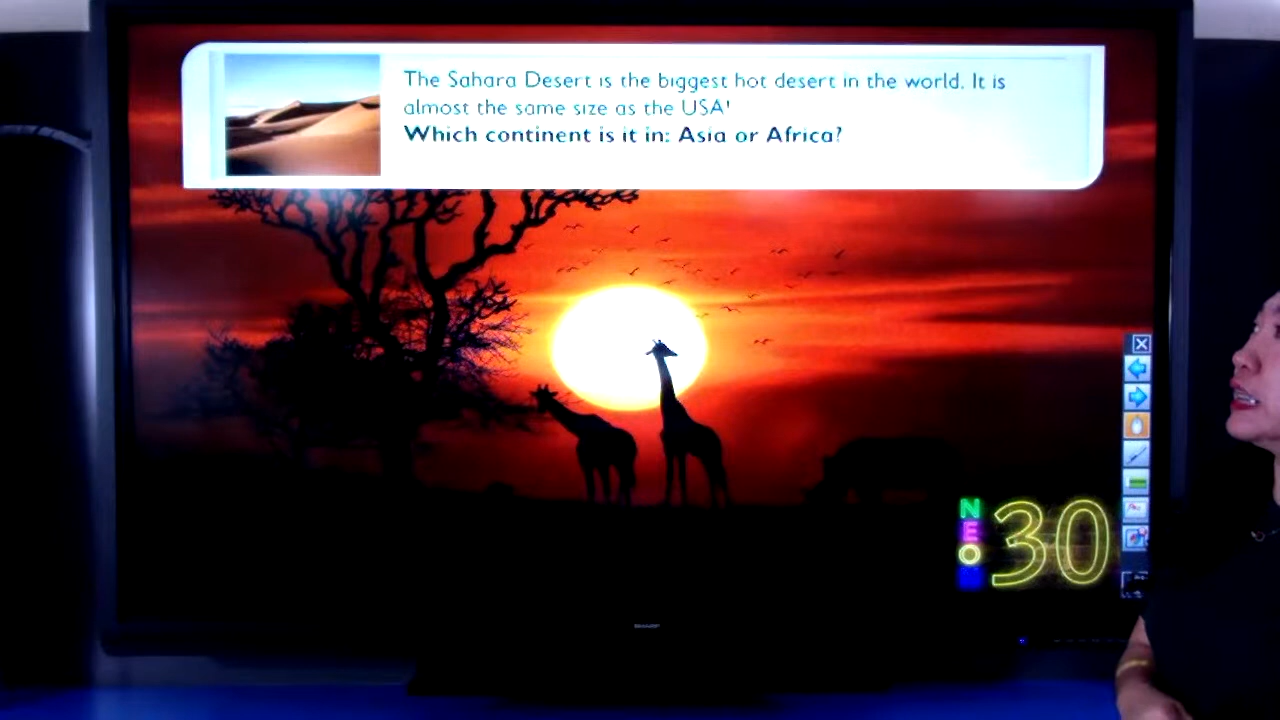 The Sahara Desert is the biggest hot desert in the world. It is
almost the same size as the USA!
Which continent is it in: Asia or Africa?
NEO
30
SHARP